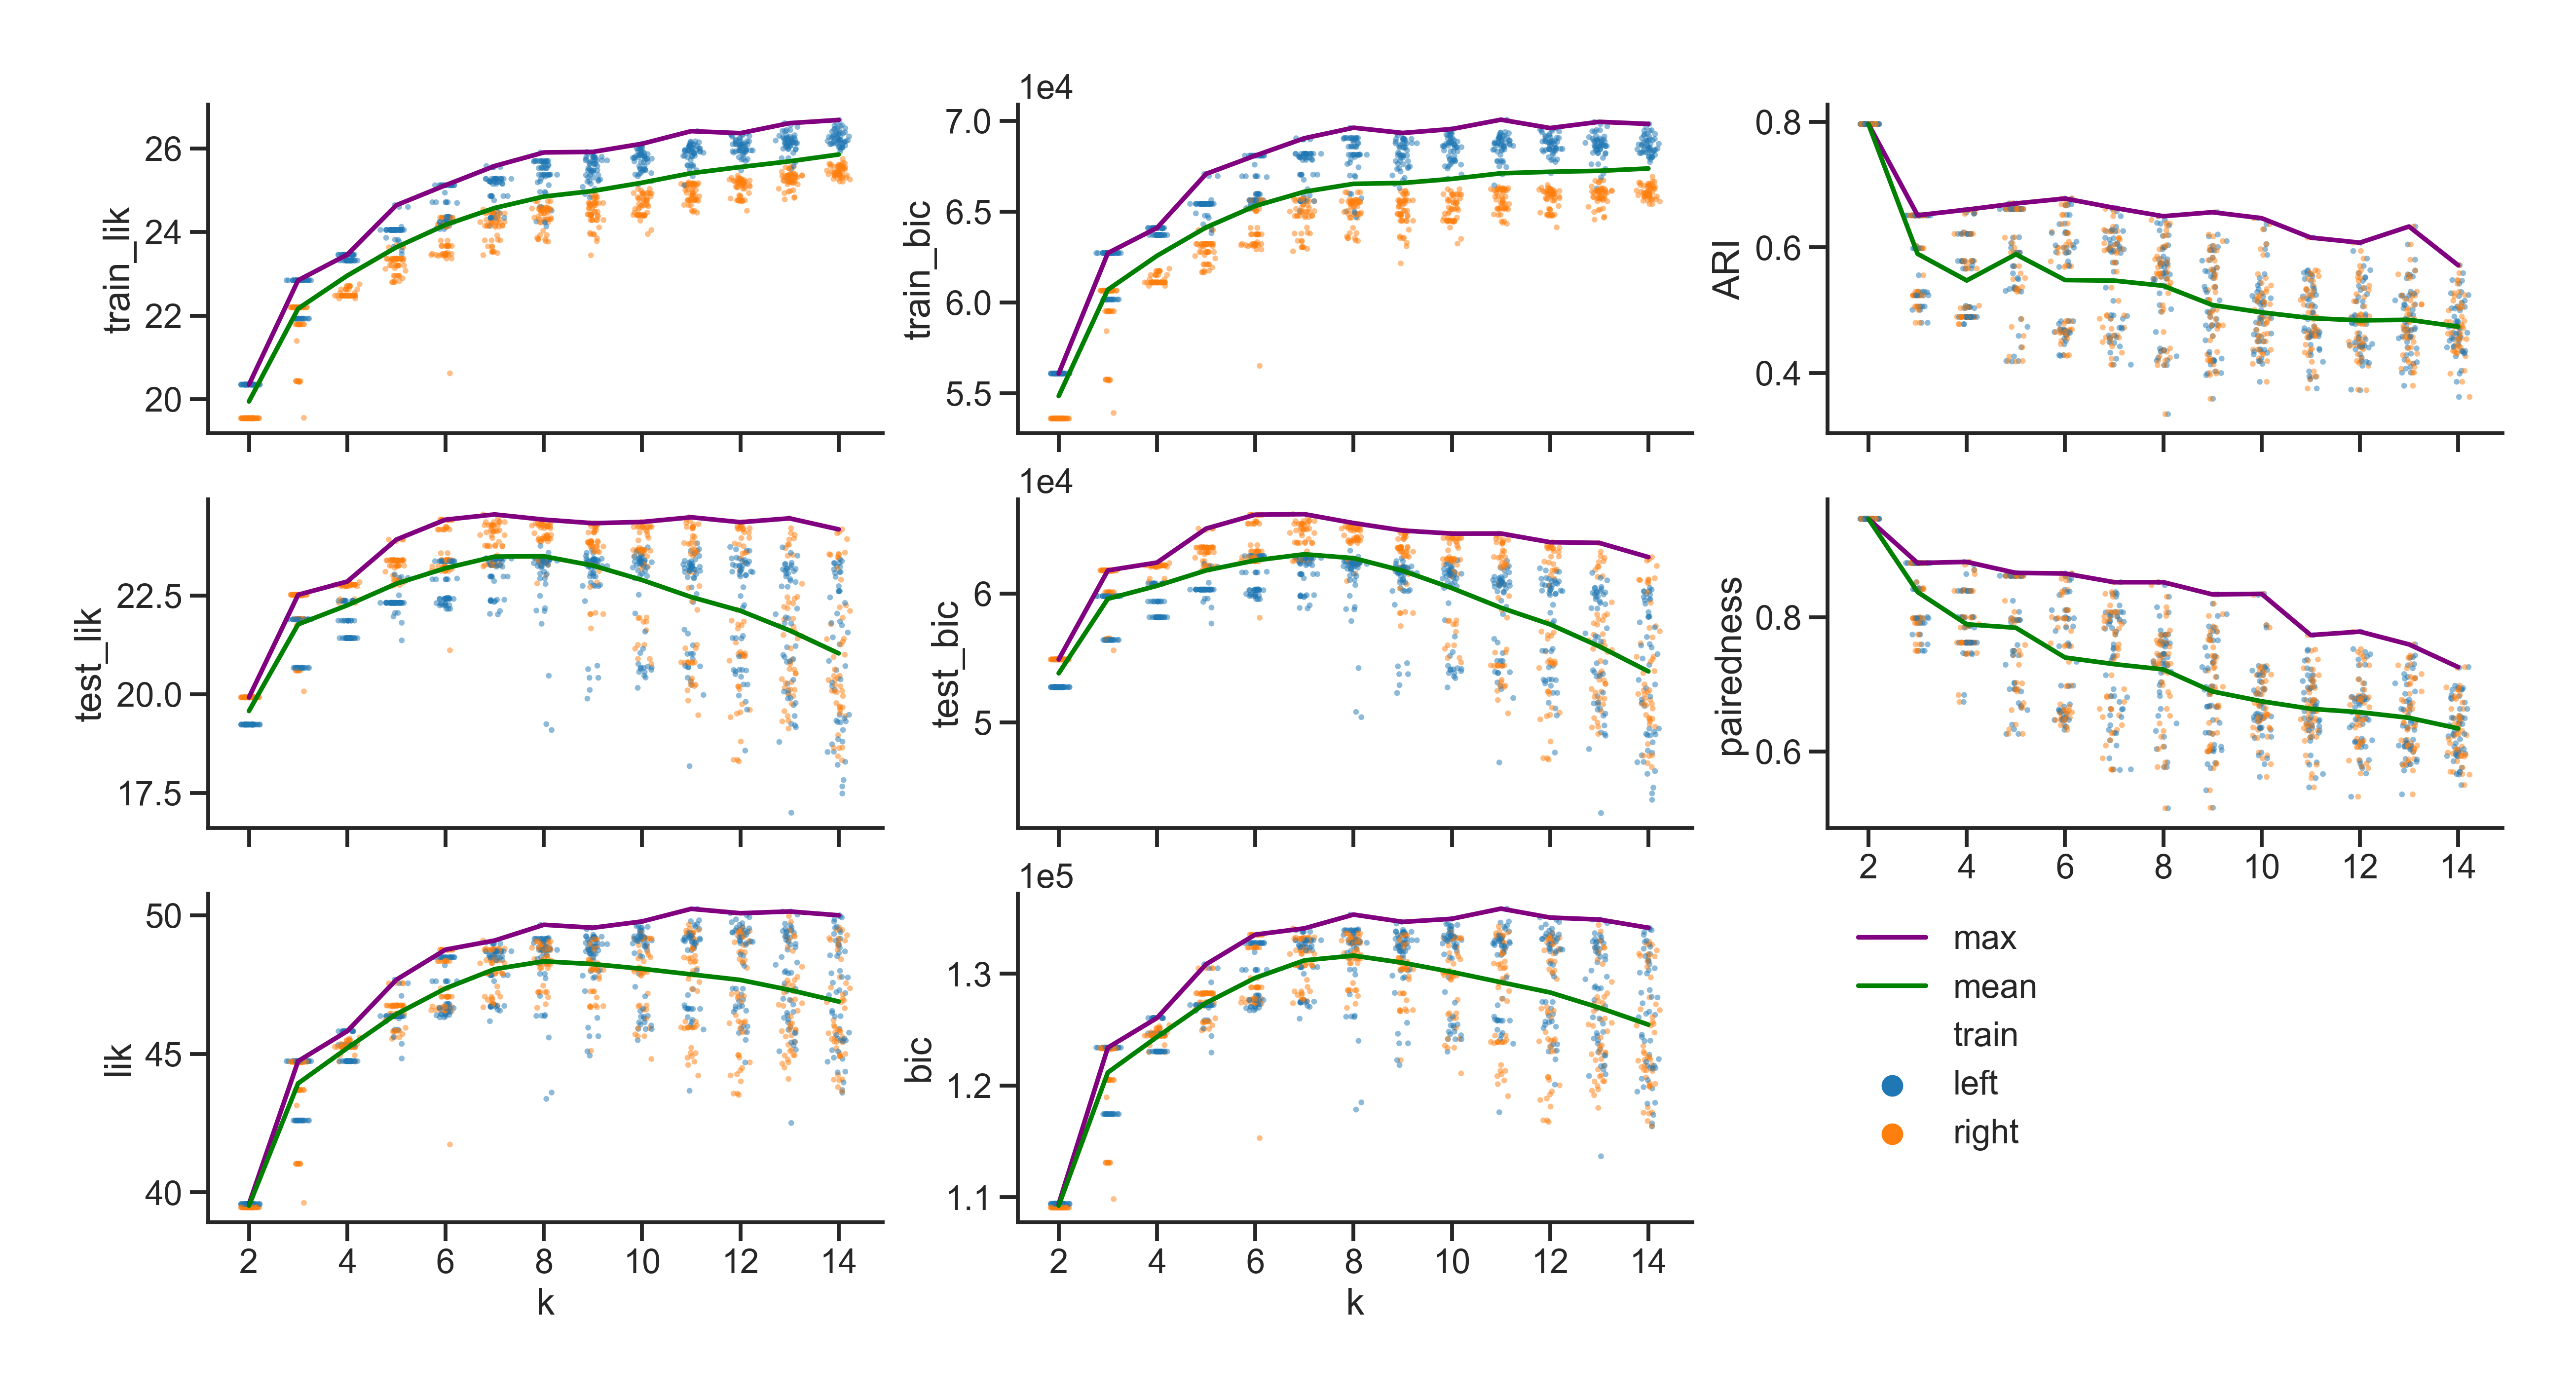 26
24
22
20
train_lik
1e4
7.0
6.5
6.0
5.5
train_bic
0.8
0.6
0.4
ARI
22.5
20.0
17.5
test_lik
1e4
6
5
test_bic
0.8
0.6
pairedness
2 4 6 8 10 12 14
50
45
40
lik
2 4 6 8 10 12 14
k
1e5
1.3
1.2
1.1
bic
2 4 6 8 10 12 14
k
max
mean
train
left
right